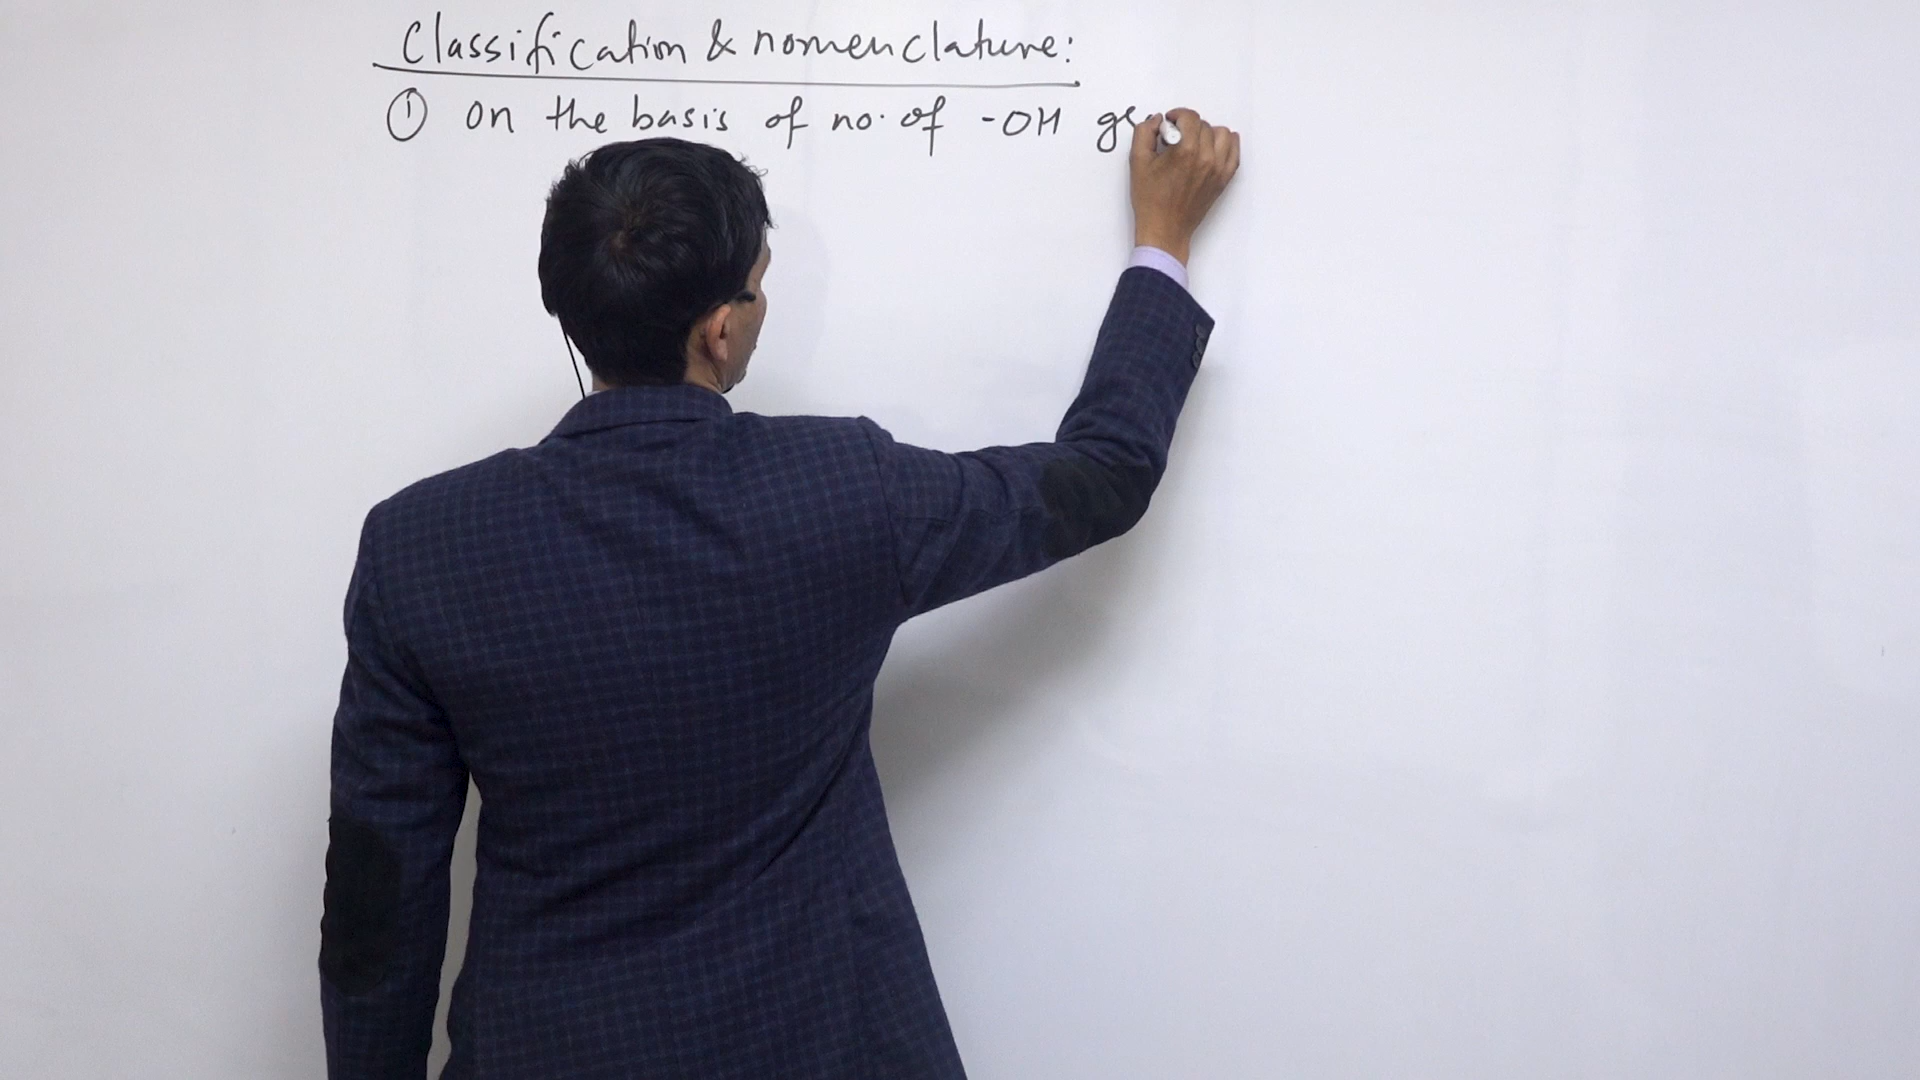 Classification & nomenclature:
① on the basis of no. of -OH